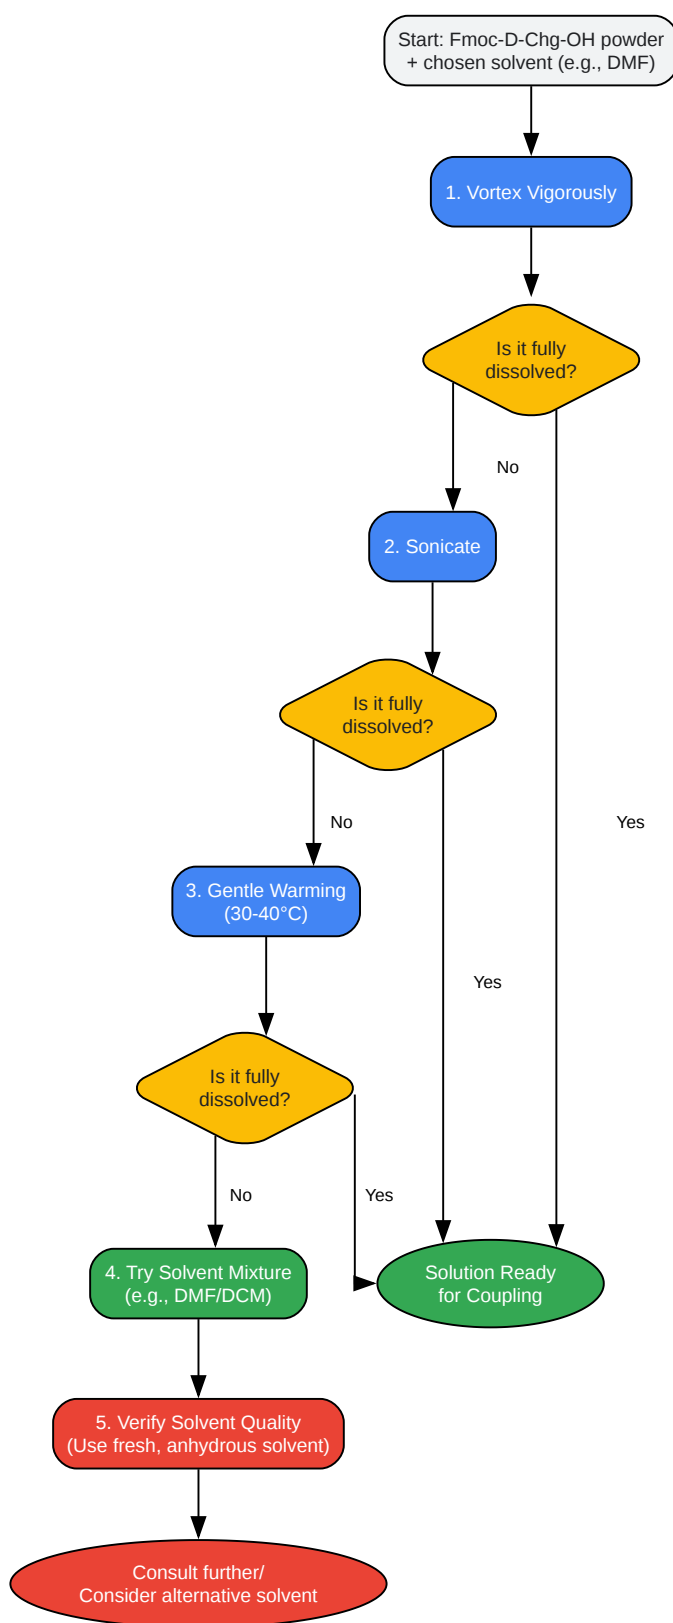 Start: Fmoc-D-Chg-OH powder
+ chosen solvent (e.g., DMF)
1. Vortex Vigorously
Is it fully
dissolved?
No
2. Sonicate
Is it fully
dissolved?
No
Yes
3. Gentle Warming
(30-40°C)
Yes
Is it fully
dissolved?
No
Yes
4. Try Solvent Mixture
(e.g., DMF/DCM)
Solution Ready
for Coupling
5. Verify Solvent Quality
(Use fresh, anhydrous solvent)
Consult further/
Consider alternative solvent